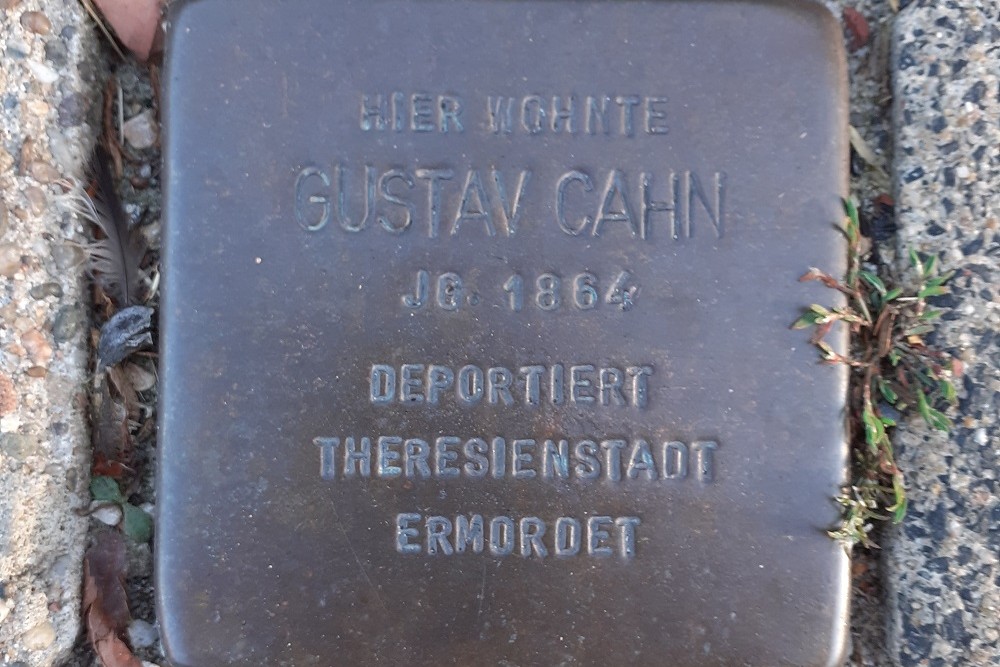 HIER WOHNTE
GUSTAV CAHN
JG. 1864
DEPORTIERT
THERESIENSTADT
ERMORDET